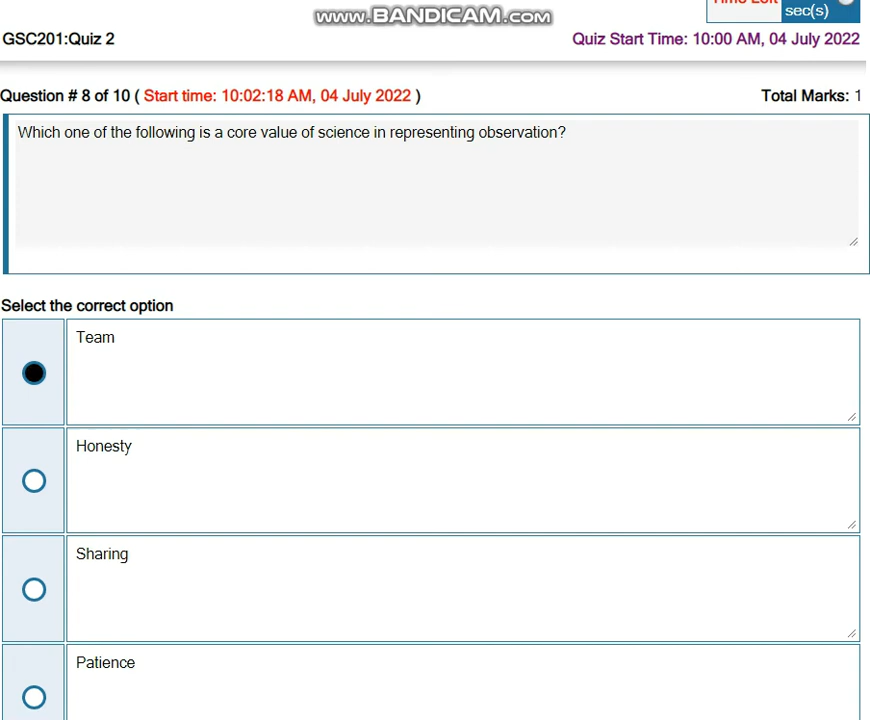 www.BANDICAM.com
Time Left sec(s)
GSC201:Quiz 2
Quiz Start Time: 10:00 AM, 04 July 2022
Question # 8 of 10 ( Start time: 10:02:18 AM, 04 July 2022 )
Total Marks: 1
Which one of the following is a core value of science in representing observation?
Select the correct option
Team
Honesty
Sharing
Patience